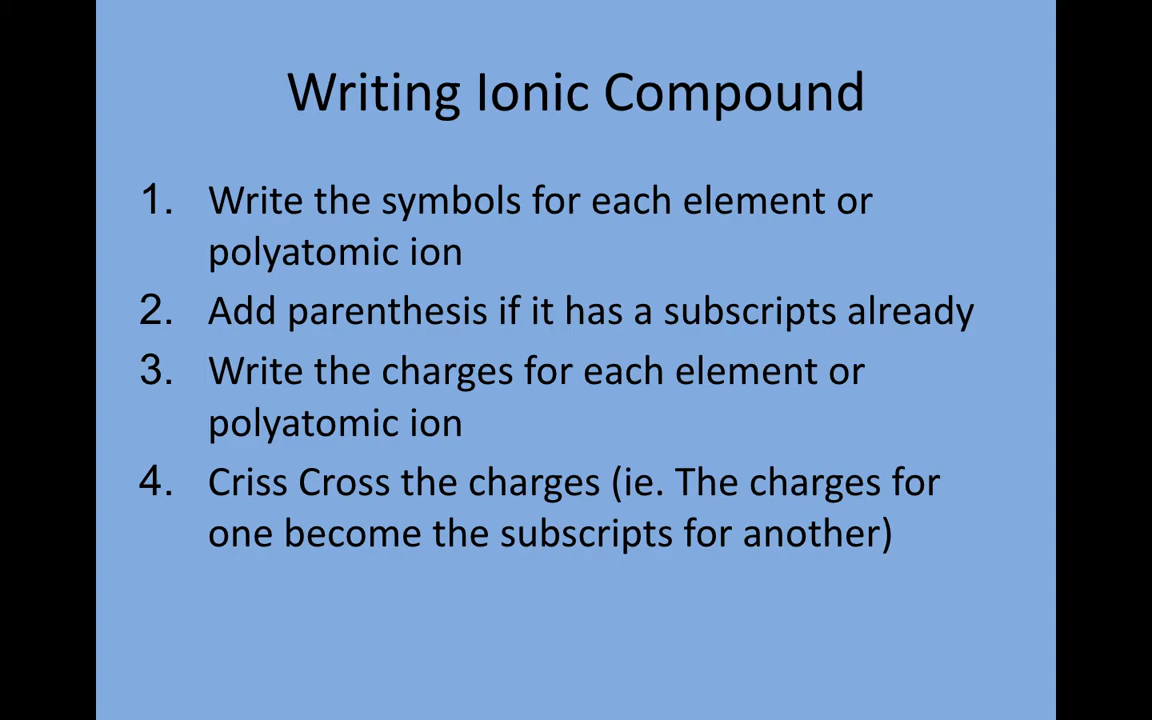 Writing Ionic Compound
1. Write the symbols for each element or
polyatomic ion
2. Add parenthesis if it has a subscripts already
3. Write the charges for each element or
polyatomic ion
4. Criss Cross the charges (ie. The charges for
one become the subscripts for another)